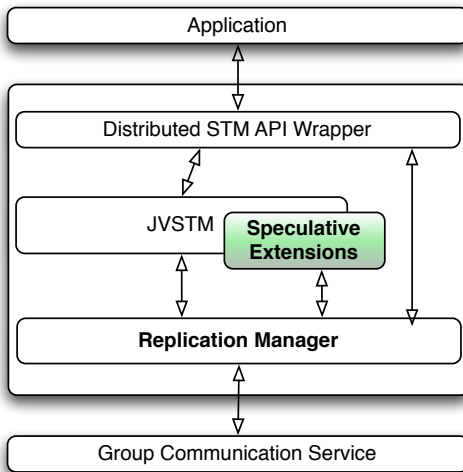 Application
Distributed STM API Wrapper
JVSTM
Speculative
Extensions
Replication Manager
Group Communication Service